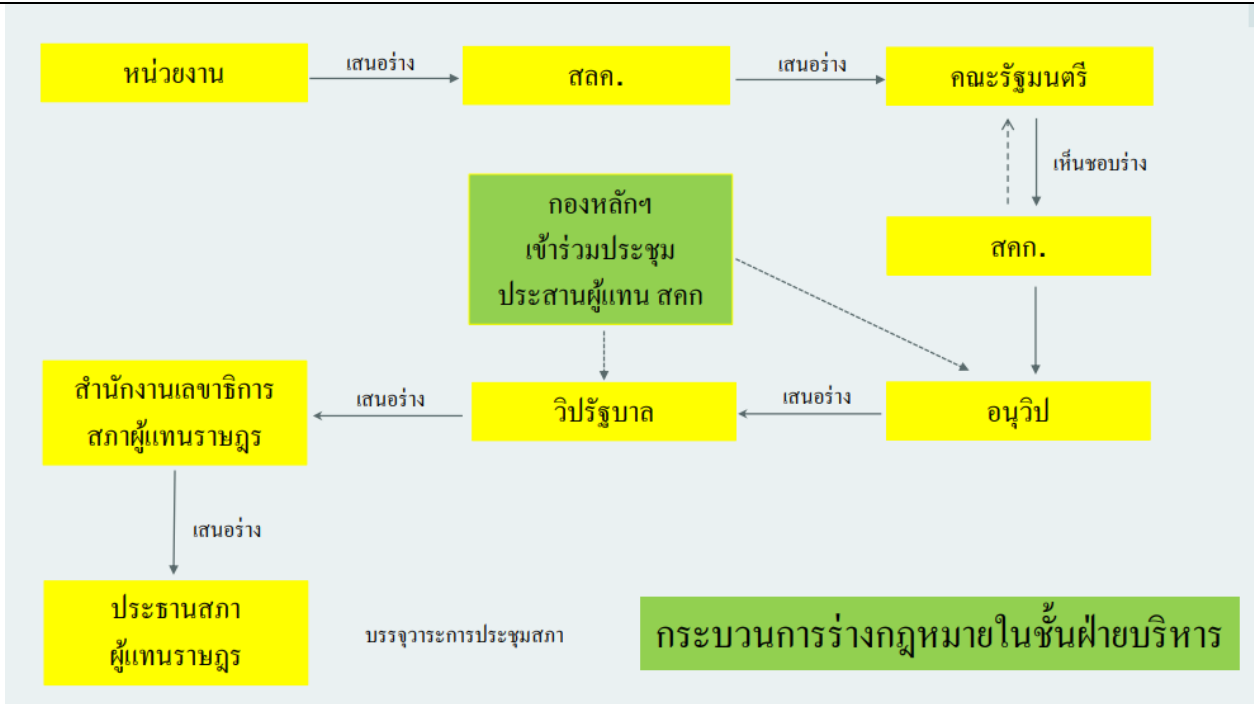 หน่วยงาน
เสนอร่าง
สลค.
เสนอร่าง
คณะรัฐมนตรี
เห็นชอบร่าง
กองหลักฯ
เข้าร่วมประชุม
ประสานผู้แทน สคก
สคก.
สำนักงานเลขาธิการ
สภาผู้แทนราษฎร
เสนอร่าง
วิปรัฐบาล
เสนอร่าง
อนุวิป
เสนอร่าง
ประธานสภา
ผู้แทนราษฎร
บรรจุวาระการประชุมสภา
กระบวนการร่างกฎหมายในชั้นฝ่ายบริหาร